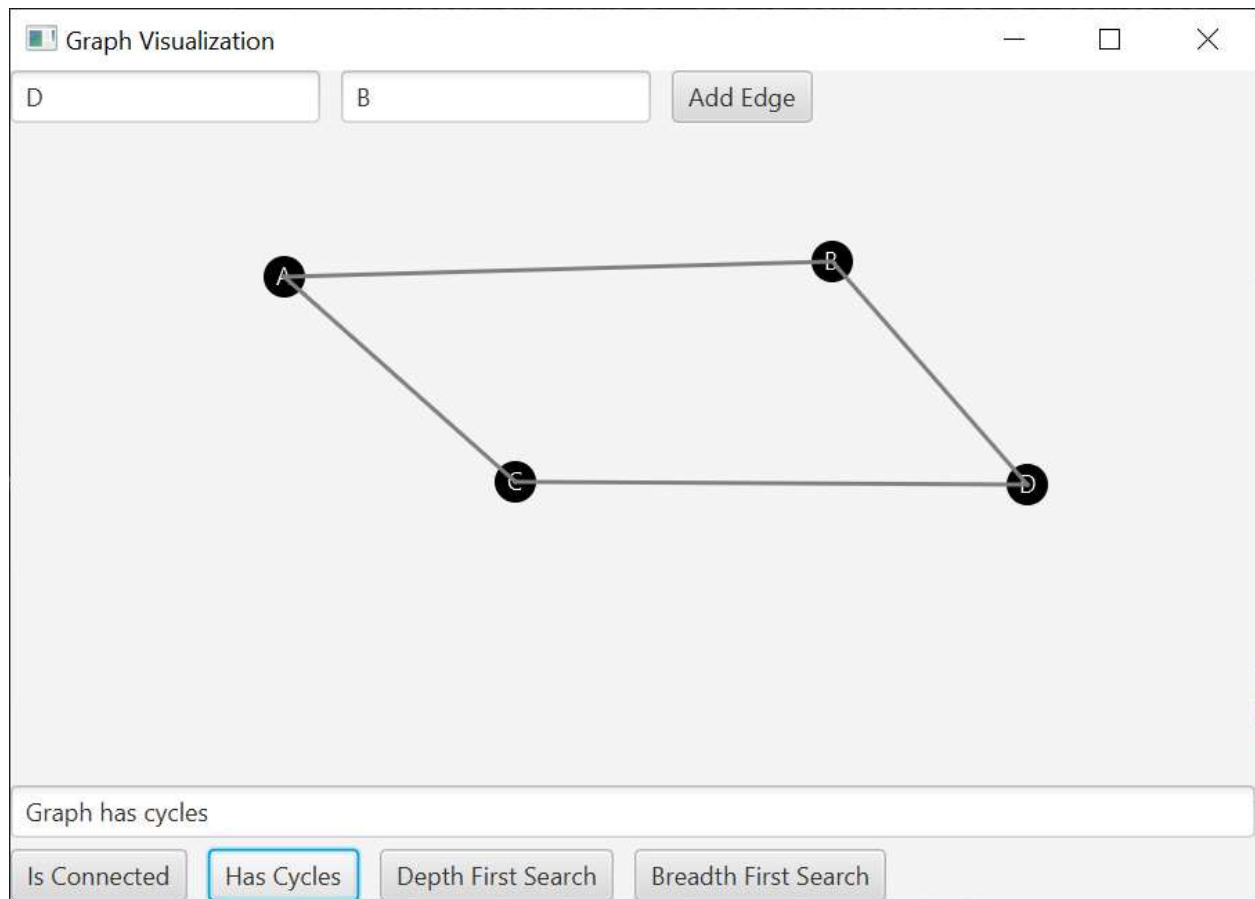 Graph Visualization
D B Add Edge
A B
C D
Graph has cycles
Is Connected Has Cycles Depth First Search Breadth First Search